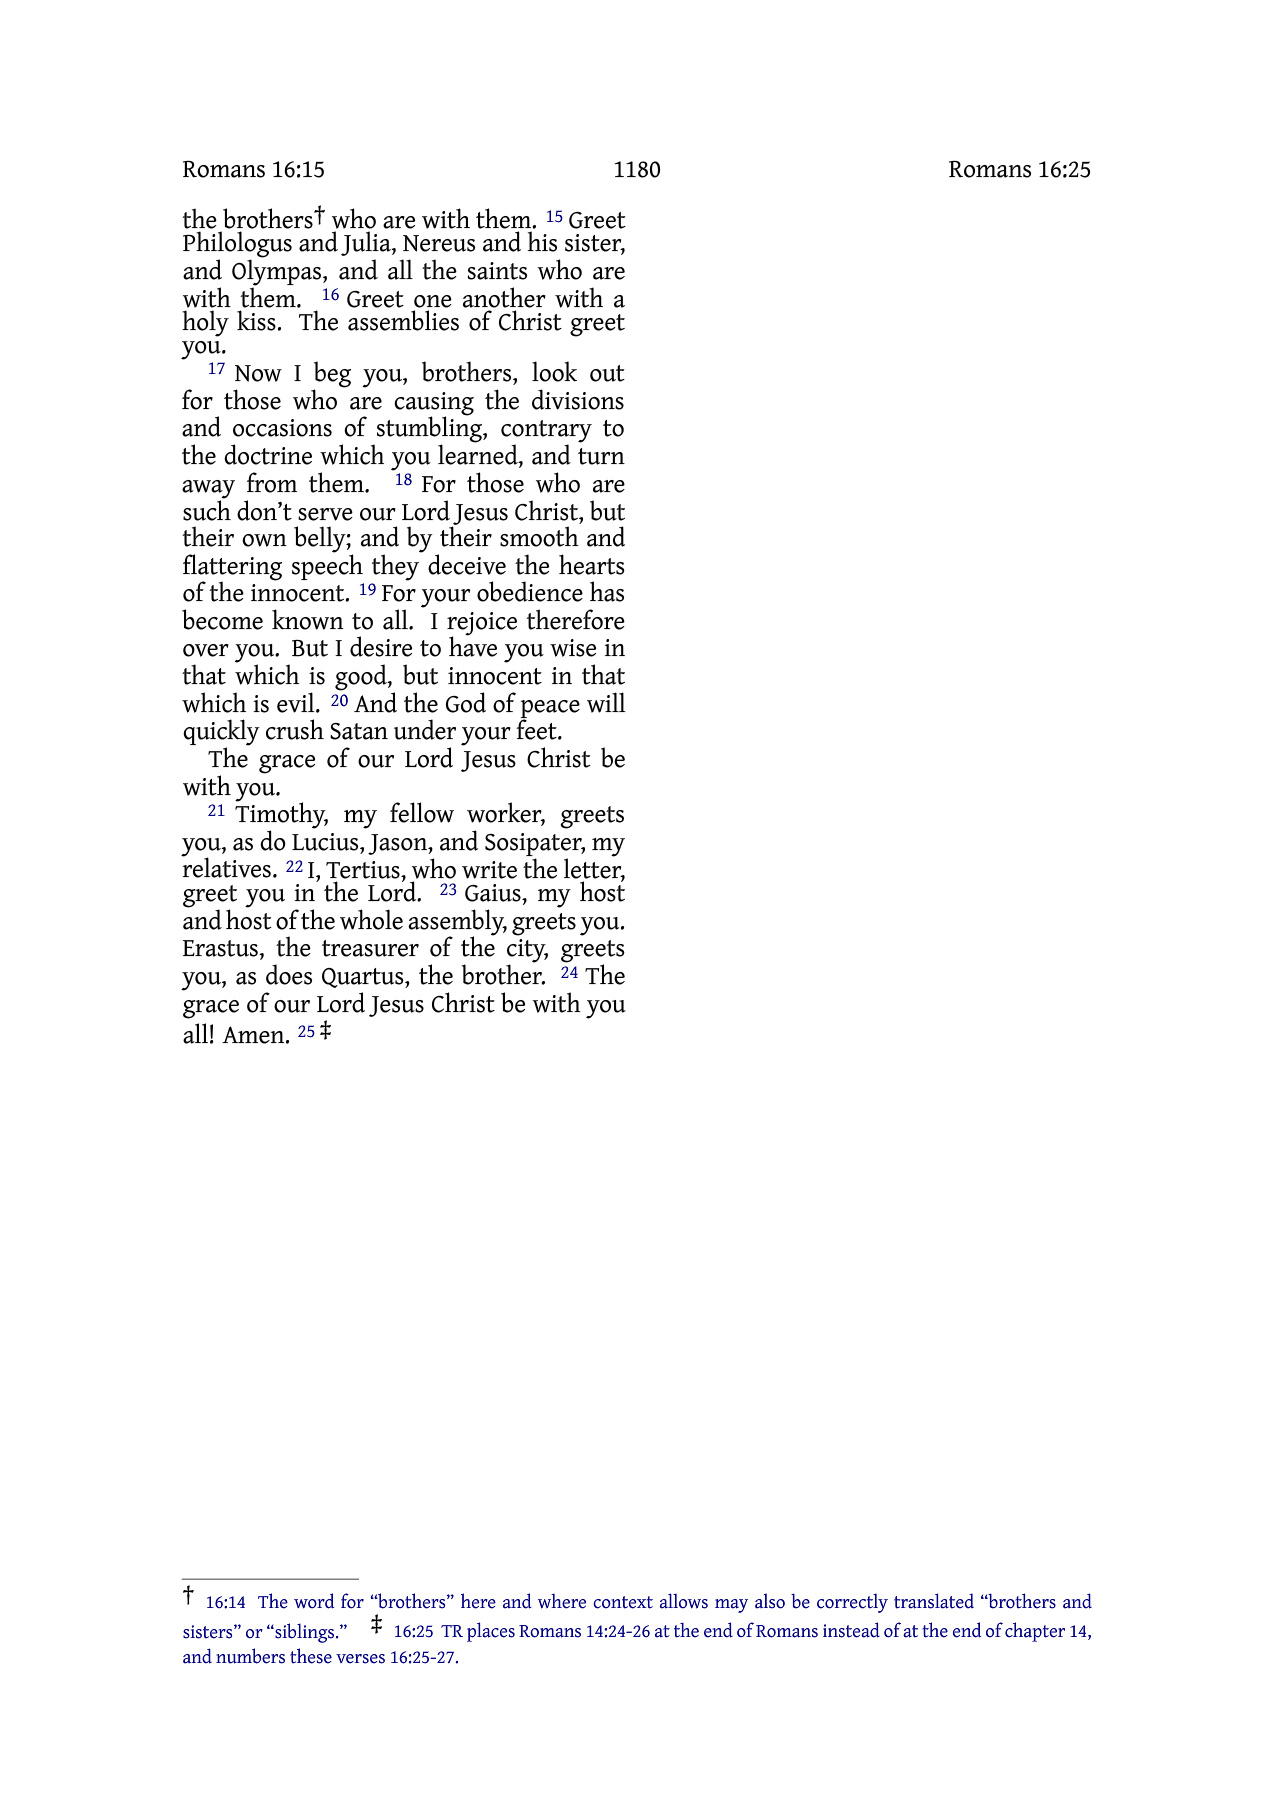 Romans 16:15 1180 Romans 16:25
the brothers† who are with them. 15 Greet
Philologus and Julia, Nereus and his sister,
and Olympas, and all the saints who are
with them. 16 Greet one another with a
holy kiss. The assemblies of Christ greet
you.
17 Now I beg you, brothers, look out
for those who are causing the divisions
and occasions of stumbling, contrary to
the doctrine which you learned, and turn
away from them. 18 For those who are
such don’t serve our Lord Jesus Christ, but
their own belly; and by their smooth and
flattering speech they deceive the hearts
of the innocent. 19 For your obedience has
become known to all. I rejoice therefore
over you. But I desire to have you wise in
that which is good, but innocent in that
which is evil. 20 And the God of peace will
quickly crush Satan under your feet.
The grace of our Lord Jesus Christ be
with you.
21 Timothy, my fellow worker, greets
you, as do Lucius, Jason, and Sosipater, my
relatives. 22 I, Tertius, who write the letter,
greet you in the Lord. 23 Gaius, my host
and host of the whole assembly, greets you.
Erastus, the treasurer of the city, greets
you, as does Quartus, the brother. 24 The
grace of our Lord Jesus Christ be with you
all! Amen. 25 ‡
† 16:14 The word for “brothers” here and where context allows may also be correctly translated “brothers and
sisters” or “siblings.” ‡ 16:25 TR places Romans 14:24-26 at the end of Romans instead of at the end of chapter 14,
and numbers these verses 16:25-27.